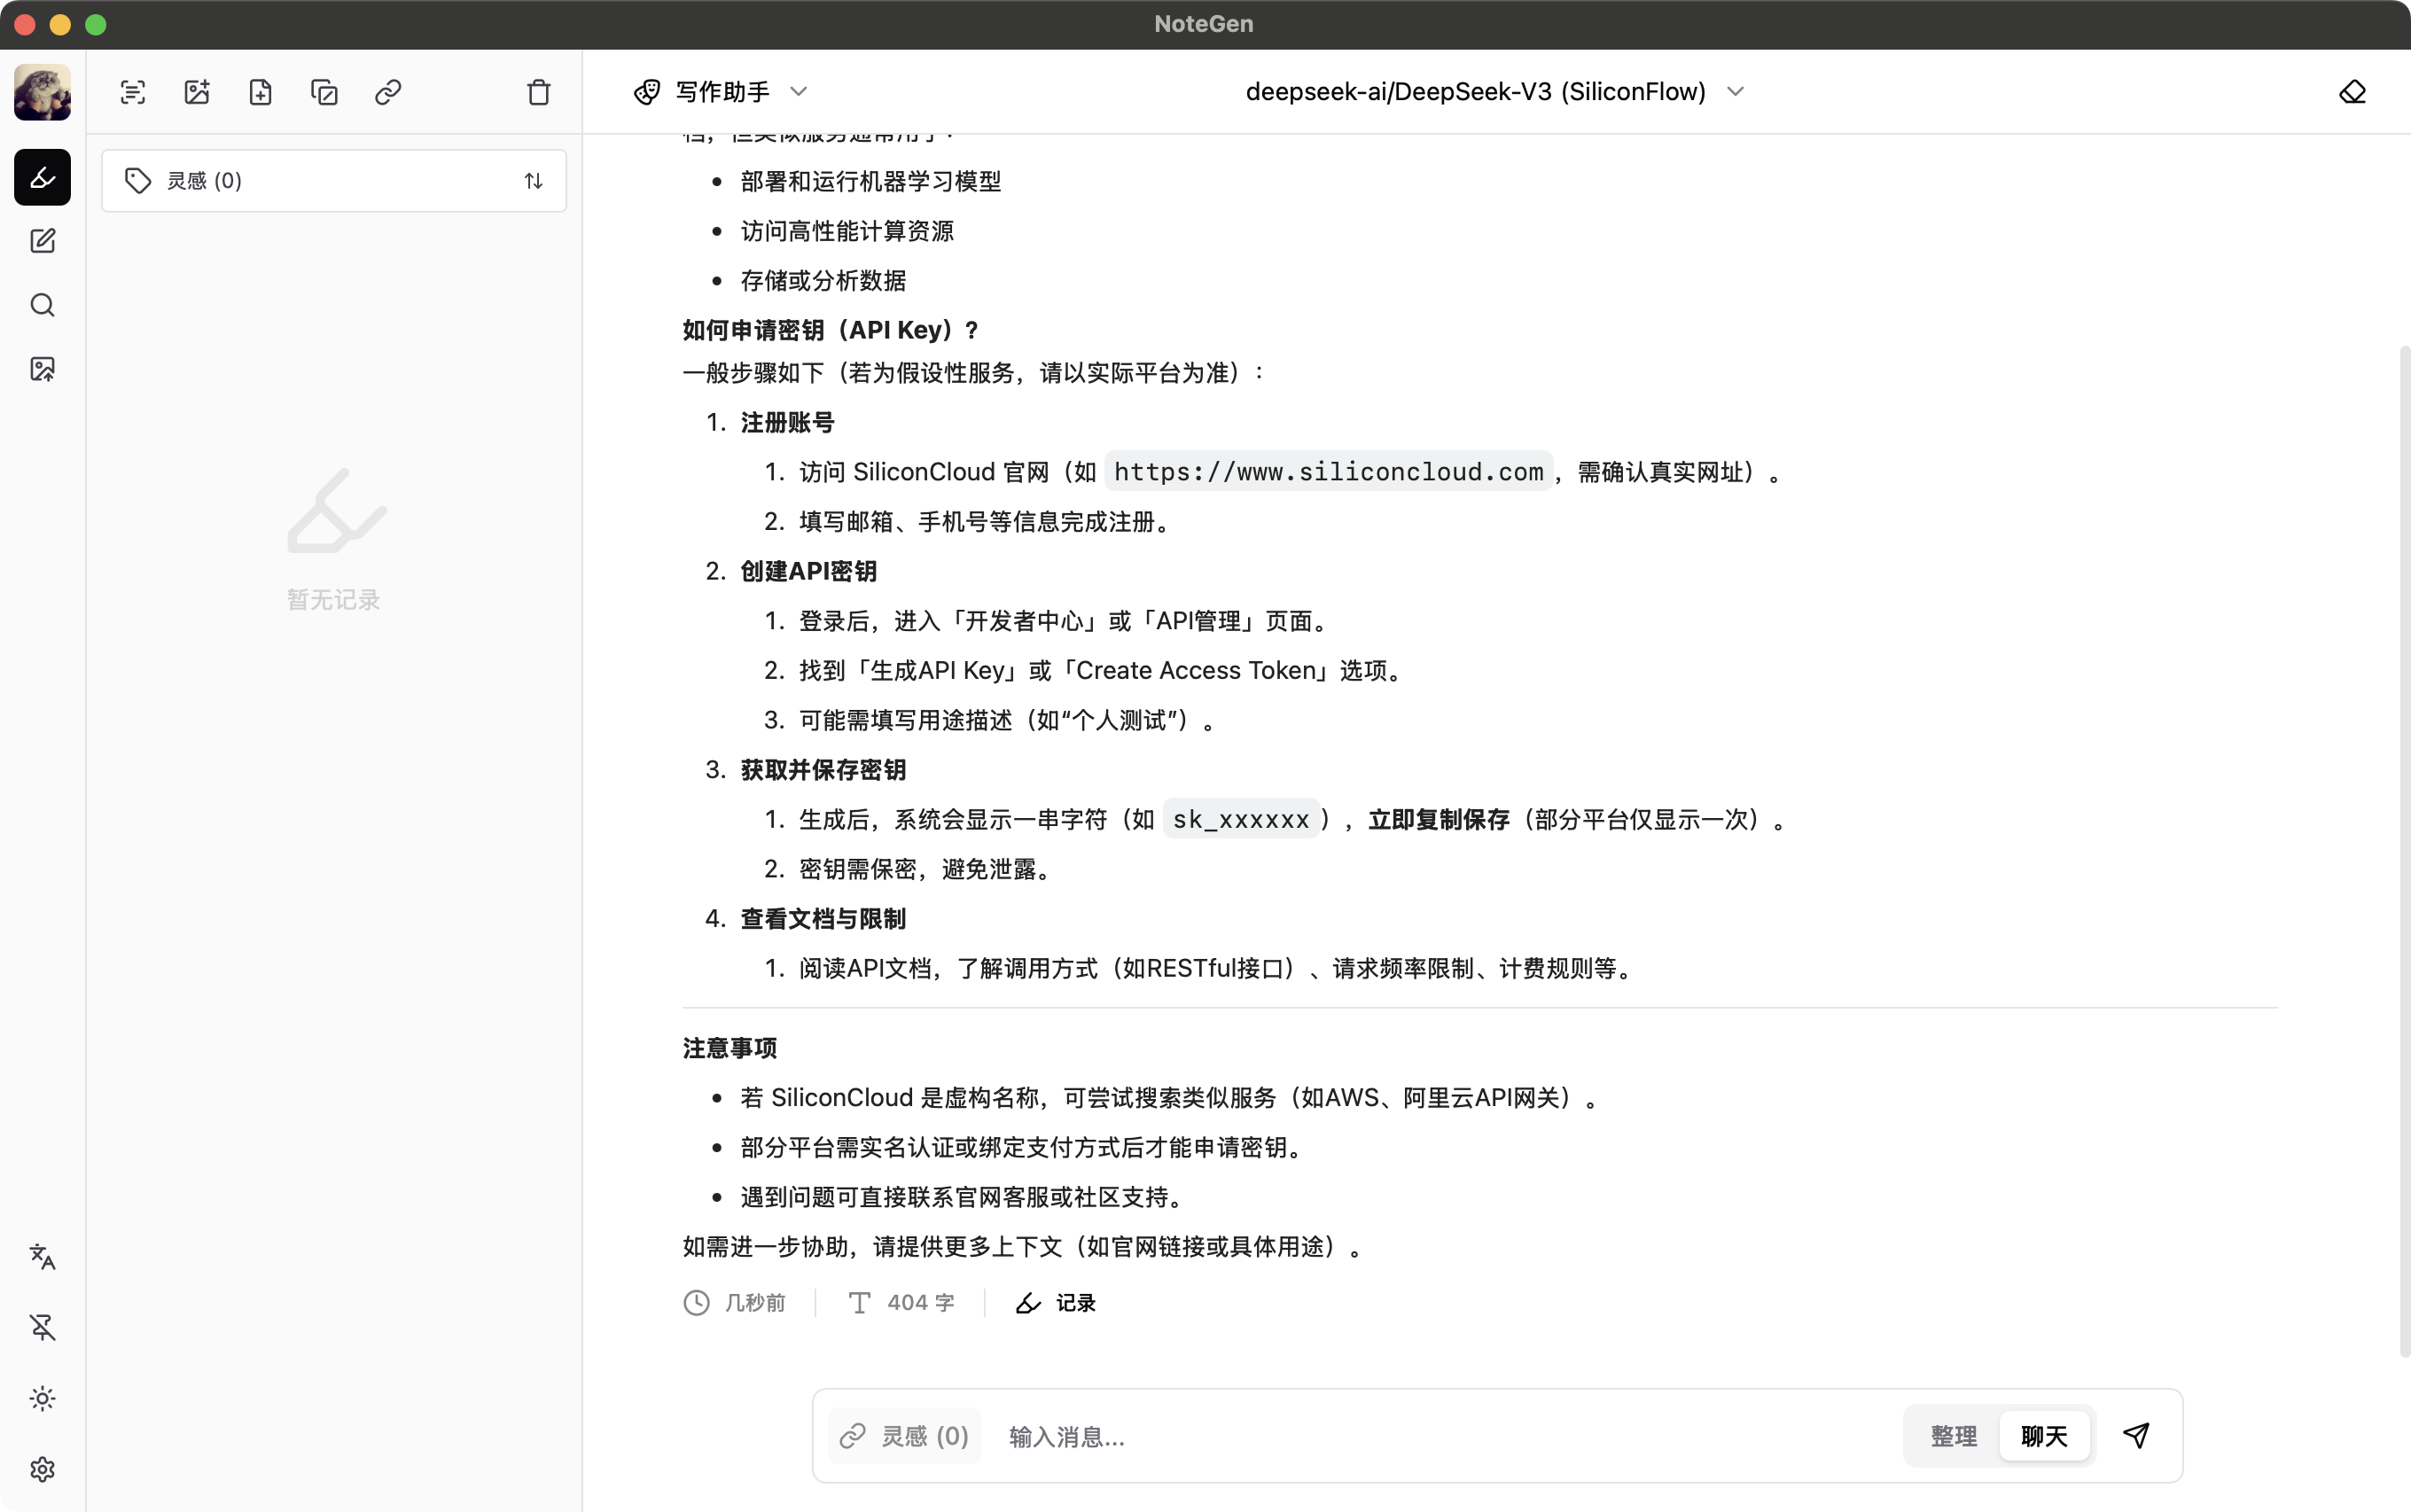 NoteGen
写作助手
deepseek-ai/DeepSeek-V3 (SiliconFlow)
灵感 (0)
暂无记录
档，但类似服务通常用于：
部署和运行机器学习模型
访问高性能计算资源
存储或分析数据
如何申请密钥（API Key）?
一般步骤如下（若为假设性服务，请以实际平台为准）：
1. 注册账号
1. 访问 SiliconCloud 官网（如 https://www.siliconcloud.com，需确认真实网址）。
2. 填写邮箱、手机号等信息完成注册。
2. 创建API密钥
1. 登录后，进入「开发者中心」或「API管理」页面。
2. 找到「生成API Key」或「Create Access Token」选项。
3. 可能需填写用途描述（如“个人测试”）。
3. 获取并保存密钥
1. 生成后，系统会显示一串字符（如 sk_xxxxxx），立即复制保存（部分平台仅显示一次）。
2. 密钥需保密，避免泄露。
4. 查看文档与限制
1. 阅读API文档，了解调用方式（如RESTful接口）、请求频率限制、计费规则等。
注意事项
若 SiliconCloud 是虚构名称，可尝试搜索类似服务（如AWS、阿里云API网关）。
部分平台需实名认证或绑定支付方式后才能申请密钥。
遇到问题可直接联系官网客服或社区支持。
如需进一步协助，请提供更多上下文（如官网链接或具体用途）。
几秒前
404 字
记录
灵感 (0)
输入消息...
整理
聊天